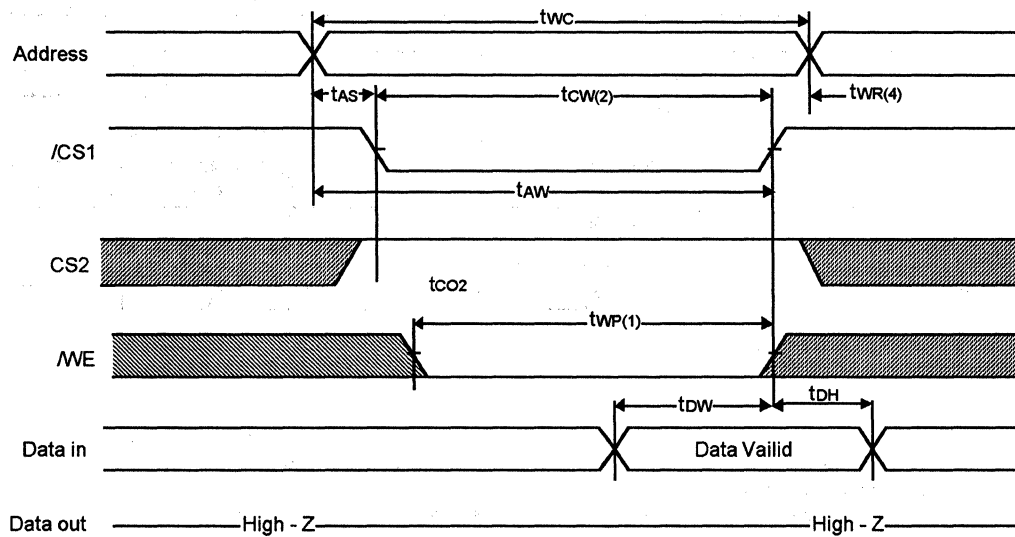 tWC
Address
tAS
tCW(2)
tWR(4)
/CS1
tAW
CS2
tCO2
tWP(1)
/WE
tDW
tDH
Data in
Data Vailid
Data out
High - Z
High - Z